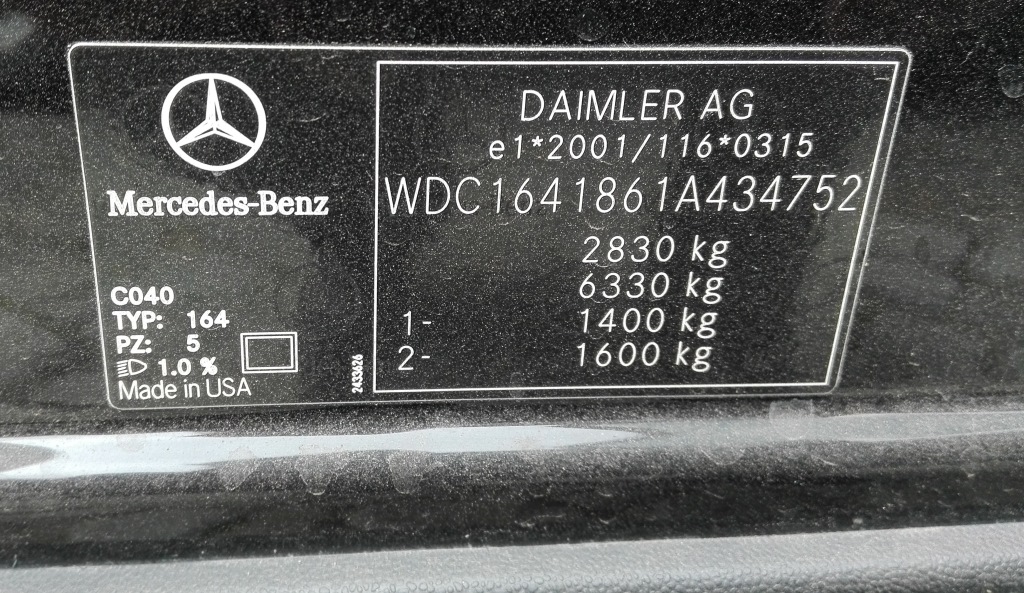 Mercedes-Benz
C040
TYP: 164
PZ: 5
1.0 %
Made in USA
2433626
DAIMLER AG
e1*2001/116*0315
WDC1641861A434752
2830 kg
6330 kg
1- 1400 kg
2- 1600 kg